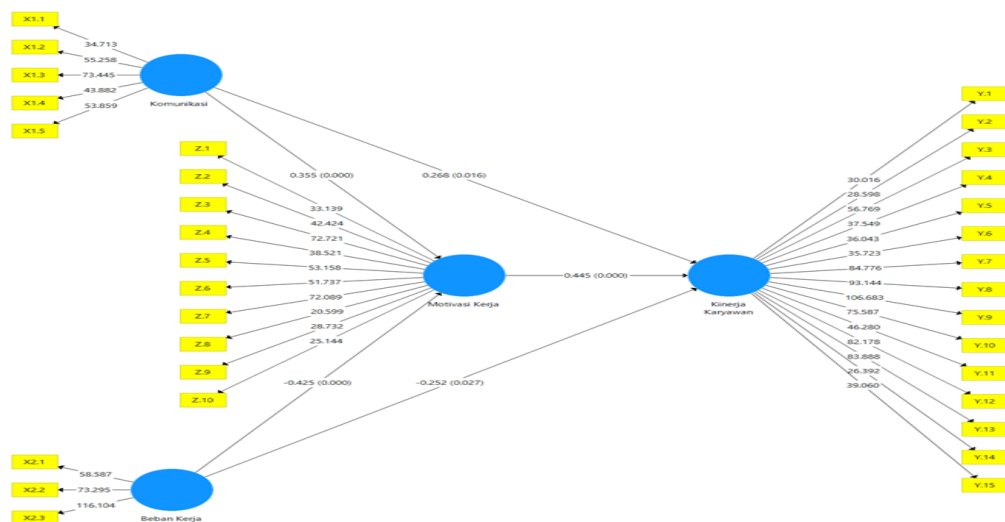 X1.1
X1.2
X1.3
X1.4
X1.5
34.713
55.258
73.445
43.882
53.859
Komunikasi
0.355 (0.000)
0.268 (0.016)
Z.1
Z.2
Z.3
Z.4
Z.5
Z.6
Z.7
Z.8
Z.9
Z.10
33.139
42.424
72.721
38.521
53.158
51.737
72.089
20.599
28.732
25.144
Motivasi Kerja
0.445 (0.000)
-0.425 (0.000)
-0.252 (0.027)
Kinerja
Karyawan
30.016
28.598
56.769
37.549
36.043
35.723
84.776
93.144
106.683
75.587
46.280
82.178
83.888
26.392
39.060
Y.1
Y.2
Y.3
Y.4
Y.5
Y.6
Y.7
Y.8
Y.9
Y.10
Y.11
Y.12
Y.13
Y.14
Y.15
X2.1
X2.2
X2.3
58.587
73.295
116.104
Beban Kerja